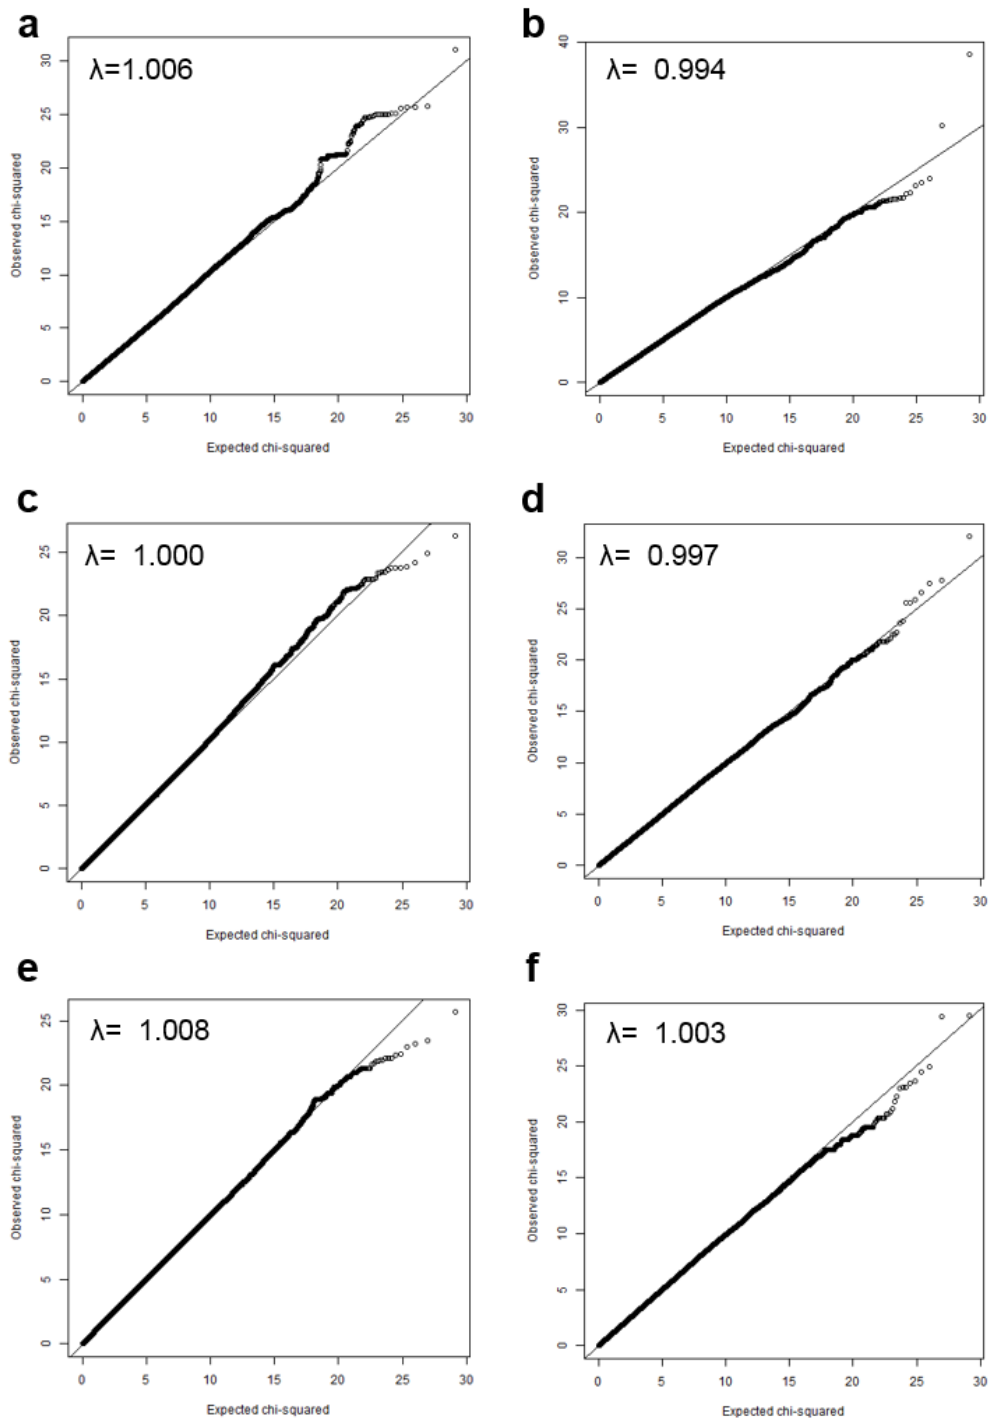 a
λ=1.006
30
25
20
15
10
5
0
Observed chi-squared
0 5 10 15 20 25 30
Expected chi-squared
b
λ= 0.994
40
30
20
10
0
Observed chi-squared
0 5 10 15 20 25 30
Expected chi-squared
c
λ= 1.000
25
20
15
10
5
0
Observed chi-squared
0 5 10 15 20 25 30
Expected chi-squared
d
λ= 0.997
30
25
20
15
10
5
0
Observed chi-squared
0 5 10 15 20 25 30
Expected chi-squared
e
λ= 1.008
25
20
15
10
5
0
Observed chi-squared
0 5 10 15 20 25 30
Expected chi-squared
f
λ= 1.003
30
25
20
15
10
5
0
Observed chi-squared
0 5 10 15 20 25 30
Expected chi-squared